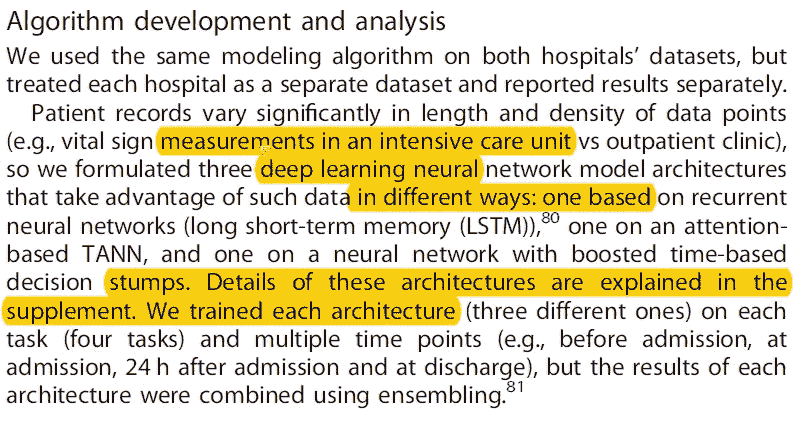 Algorithm development and analysis
We used the same modeling algorithm on both hospitals’ datasets, but
treated each hospital as a separate dataset and reported results separately.
Patient records vary significantly in length and density of data points
(e.g., vital sign measurements in an intensive care unit vs outpatient clinic),
so we formulated three deep learning neural network model architectures
that take advantage of such data in different ways: one based on recurrent
neural networks (long short-term memory (LSTM)),80 one on an attention-
based TANN, and one on a neural network with boosted time-based
decision stumps. Details of these architectures are explained in the
supplement. We trained each architecture (three different ones) on each
task (four tasks) and multiple time points (e.g., before admission, at
admission, 24 h after admission and at discharge), but the results of each
architecture were combined using ensembling.81